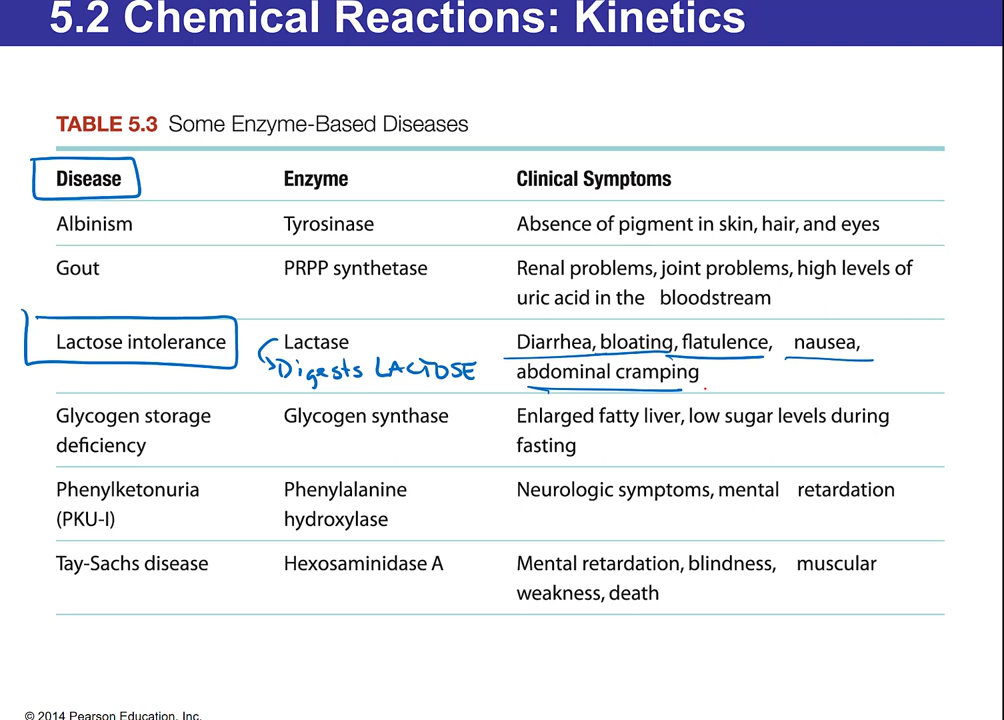 5.2 Chemical Reactions: Kinetics
TABLE 5.3 Some Enzyme-Based Diseases
Disease Enzyme Clinical Symptoms
Albinism Tyrosinase Absence of pigment in skin, hair, and eyes
Gout PRPP synthetase Renal problems, joint problems, high levels of
uric acid in the bloodstream
Lactose intolerance Lactase Diarrhea, bloating, flatulence, nausea,
Digests LACTOSE abdominal cramping
Glycogen storage Glycogen synthase Enlarged fatty liver, low sugar levels during
deficiency fasting
Phenylketonuria Phenylalanine Neurologic symptoms, mental retardation
(PKU-I) hydroxylase
Tay-Sachs disease Hexosaminidase A Mental retardation, blindness, muscular
weakness, death
© 2014 Pearson Education, Inc.